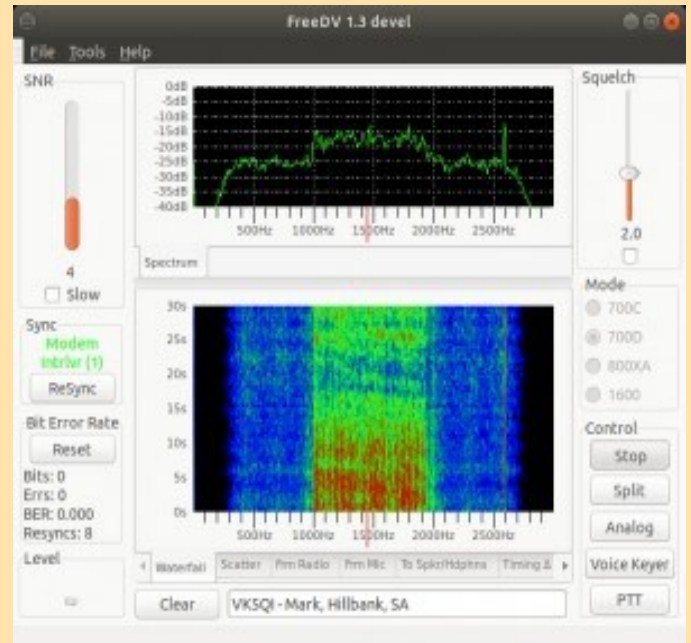 FreeDV 1.3 devel
File Tools Help
SNR
4
Slow
Sync
Modem
Intrlvr (1)
ReSync
Bit Error Rate
Reset
Bits: 0
Errs: 0
BER: 0.000
Resyncs: 8
Level
0dB
-5dB
-10dB
-15dB
-20dB
-25dB
-30dB
-35dB
-40dB
500Hz 1000Hz 1500Hz 2000Hz 2500Hz
Spectrum
30s
25s
20s
15s
10s
5s
0s
500Hz 1000Hz 1500Hz 2000Hz 2500Hz
Waterfall Scatter Frm Radio Frm Mic To Spkr/Hdphns Timing Δ
Clear VK5QI - Mark, Hillbank, SA
Squelch
2.0
Mode
700C
700D
800XA
1600
Control
Stop
Split
Analog
Voice Keyer
PTT